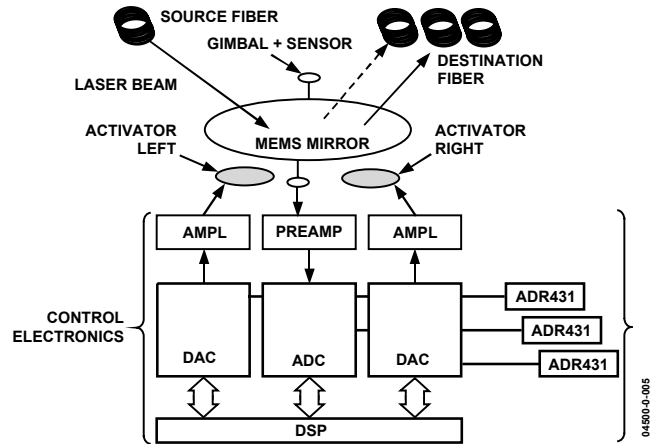 SOURCE FIBER
GIMBAL + SENSOR
DESTINATION
FIBER
LASER BEAM
ACTIVATOR
LEFT
MEMS MIRROR
ACTIVATOR
RIGHT
AMPL
PREAMP
AMPL
CONTROL
ELECTRONICS
DAC
ADC
DAC
ADR431
ADR431
ADR431
DSP
04500-0-005